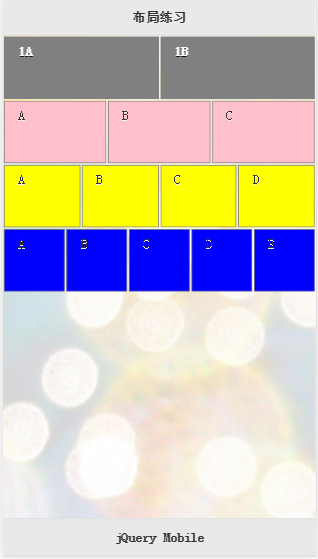 布局练习
1A 1B
A B C
A B C D
A B C D E
jQuery Mobile